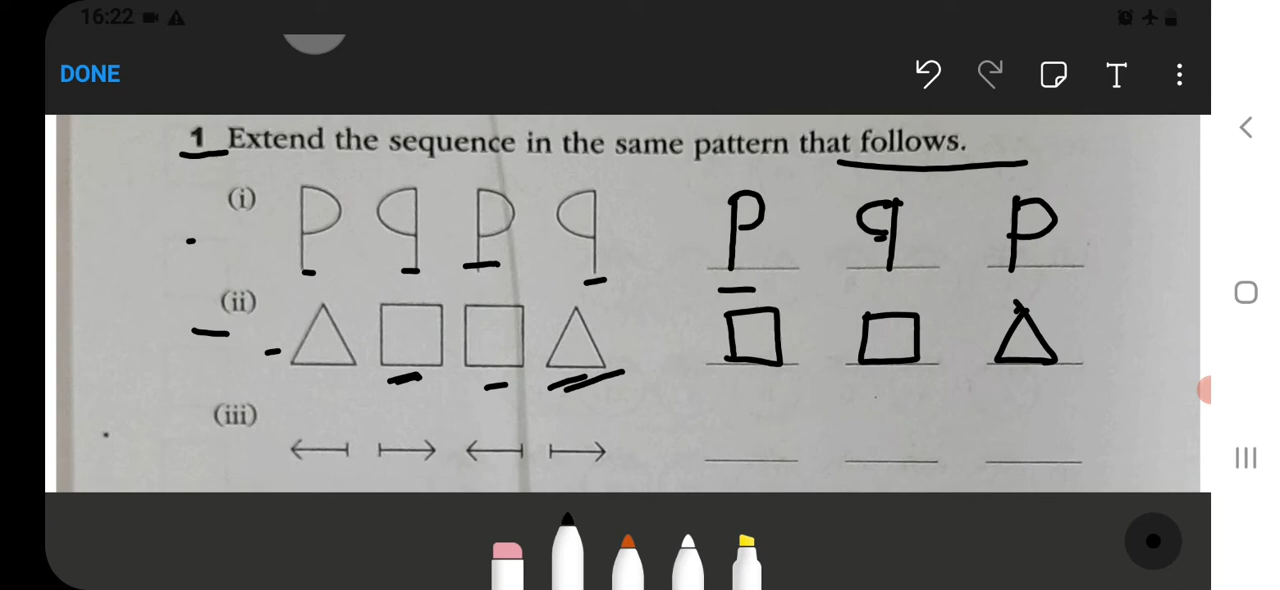 16:22
DONE
T
1 Extend the sequence in the same pattern that follows.
(i) P P P
(ii)
(iii)